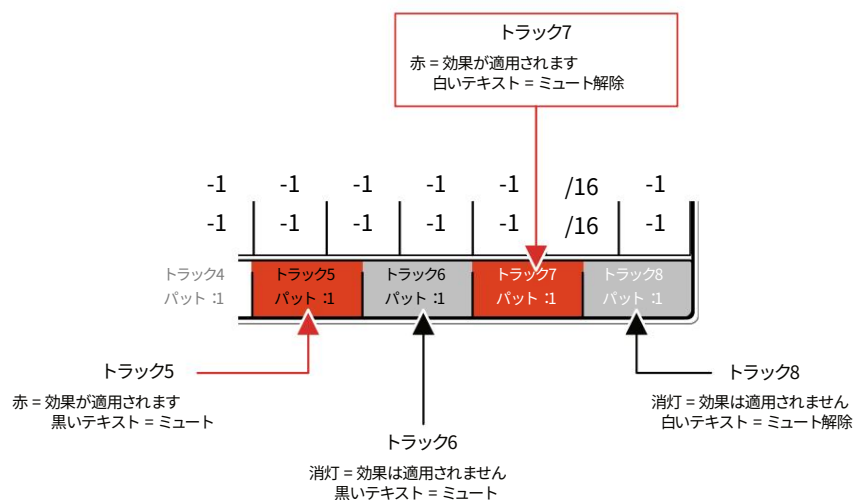 トラック7
赤 = 効果が適用されます
白いテキスト = ミュート解除
-1 -1 -1 -1 -1 /16 -1
-1 -1 -1 -1 -1 /16 -1
トラック4 トラック5 トラック6 トラック7 トラック8
パット :1 パット :1 パット :1 パット :1 パット :1
トラック5
赤 = 効果が適用されます
黒いテキスト = ミュート
トラック8
消灯 = 効果は適用されません
白いテキスト = ミュート解除
トラック6
消灯 = 効果は適用されません
黒いテキスト = ミュート